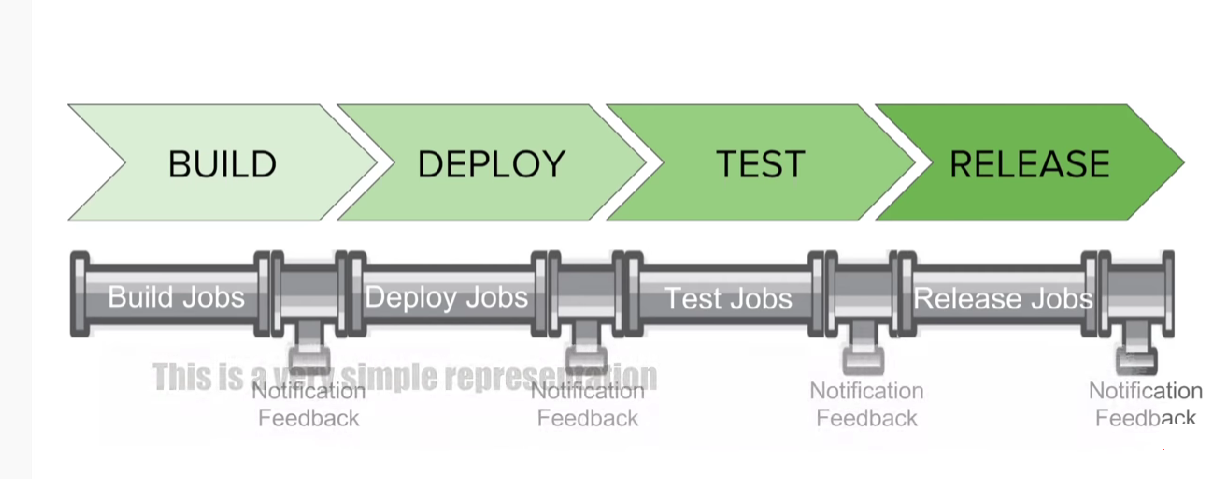 BUILD DEPLOY TEST RELEASE
Build Jobs Deploy Jobs Test Jobs Release Jobs
This is a very simple representation
Notification Notification Notification Notification
Feedback Feedback Feedback Feedback